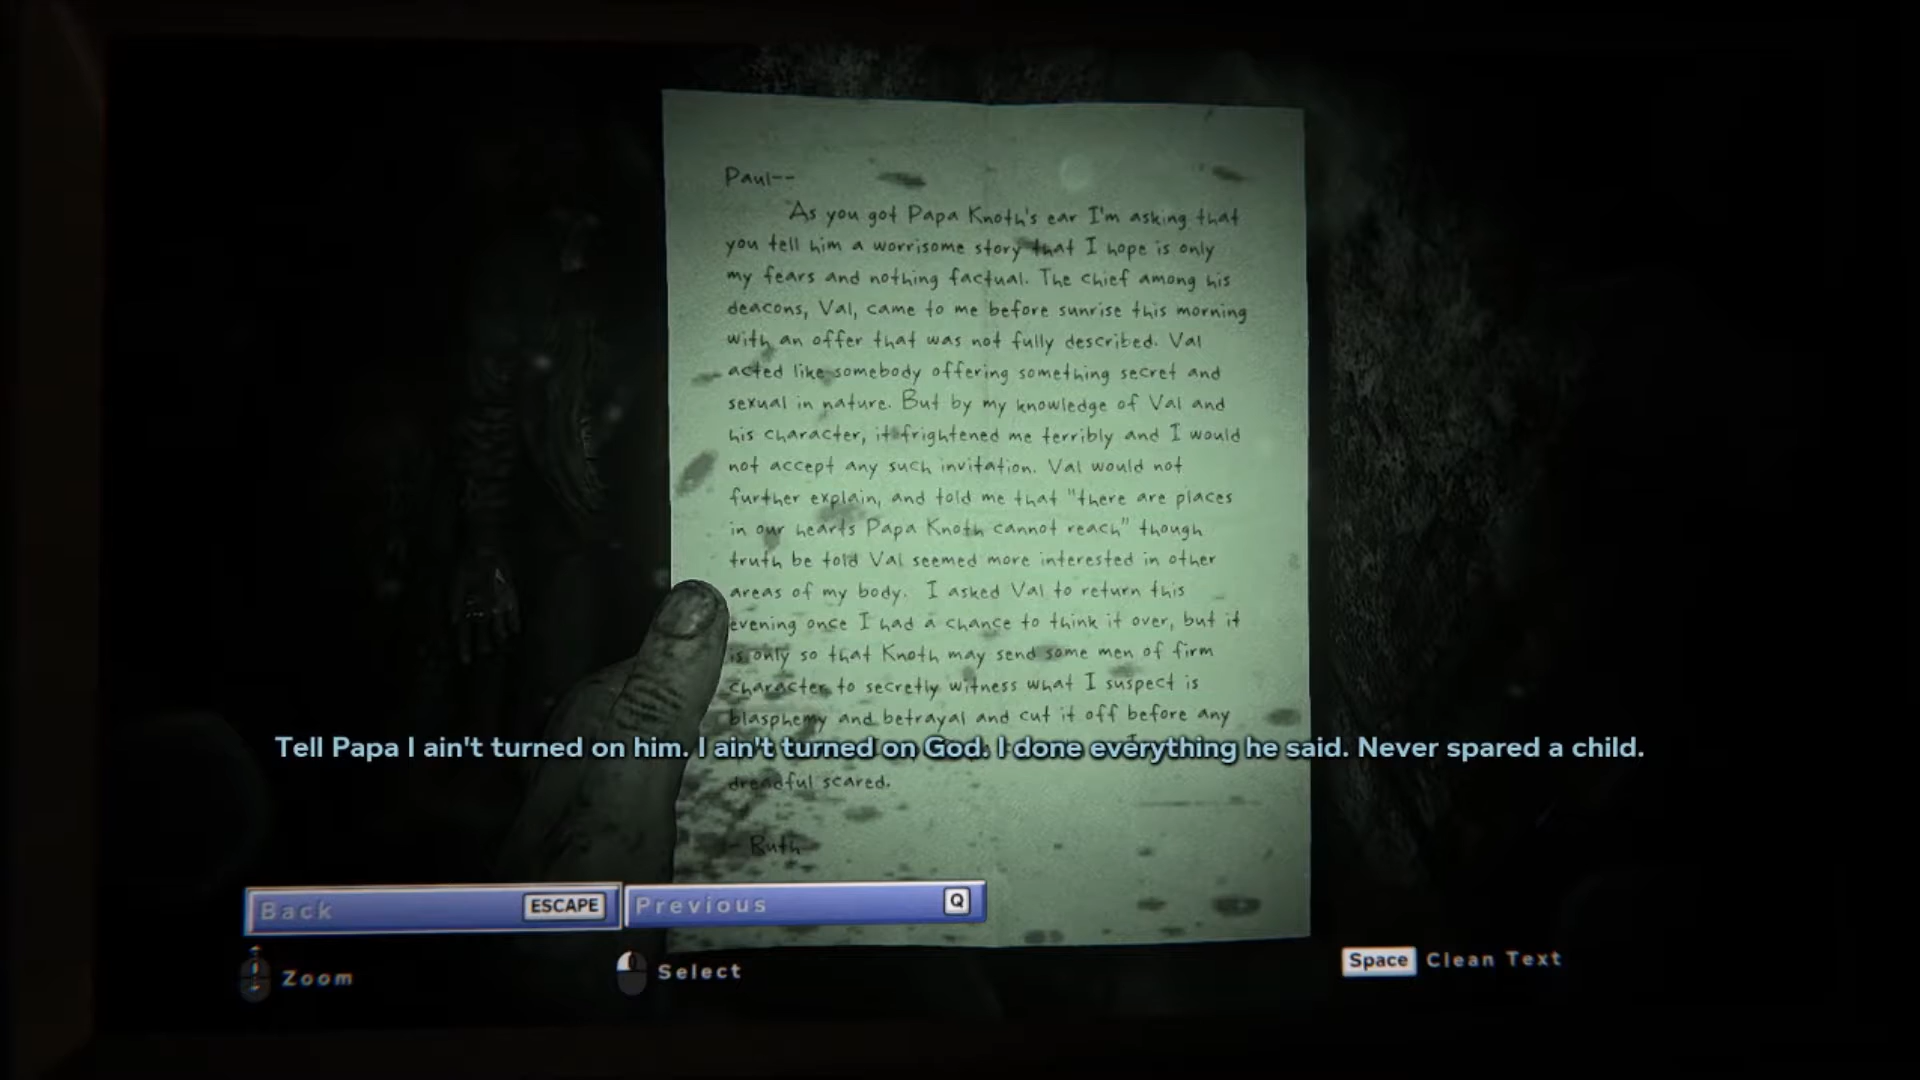 Paul--
As you got Papa Knoth's ear I'm asking that
you tell him a worrisome story that I hope is only
my fears and nothing factual. The chief among his
deacons, Val, came to me before sunrise this morning
with an offer that was not fully described. Val
acted like somebody offering something secret and
sexual in nature. But by my knowledge of Val and
his character, it frightened me terribly and I would
not accept any such invitation. Val would not
further explain, and told me that "there are places
in our hearts Papa Knoth cannot reach" though
truth be told Val seemed more interested in other
areas of my body. I asked Val to return this
evening once I had a chance to think it over, but it
is only so that Knoth may send some men of firm
character to secretly witness what I suspect is
blasphemy and betrayal and cut it off before any
Tell Papa I ain't turned on him. I ain't turned on God. I done everything he said. Never spared a child.
dreadful scared.
- Ruth
Back ESCAPE Previous Q
Zoom Select Space Clean Text